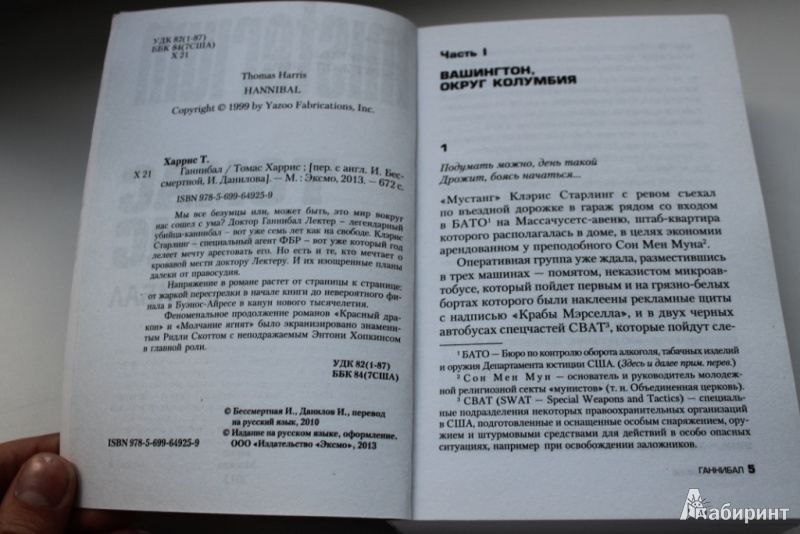 УДК 82(1-87)
ББК 84(7США)
Х 21
Thomas Harris
HANNIBAL
Copyright © 1999 by Yazoo Fabrications, Inc.
Харрис Т.
Х 21 Ганнибал / Томас Харрис : [пер. с англ. И. Бес-
смертной, И. Данилова]. – М. : Эксмо, 2013. – 672 с.
ISBN 978-5-699-64925-9
Мы все безумцы или, может быть, это мир вокруг
нас сошел с ума? Доктор Ганнибал Лектер – легендарный
убийца-каннибал – вот уже семь лет как на свободе. Клэрис
Старлинг – специальный агент ФБР – вот уже который год
лелеет мечту арестовать его. Но есть и те, кто мечтает о
кровавой мести доктору Лектеру. И их изощренные планы
далеки от правосудия.
Напряжение в романе растет от страницы к странице:
от жаркой перестрелки в начале книги до невероятного фи-
нала в Буэнос-Айресе в канун нового тысячелетия.
Феноменальное продолжение романов «Красный дра-
кон» и «Молчание ягнят» было экранизировано знамени-
тым Ридли Скоттом с неподражаемым Энтони Хопкинсом
в главной роли.
УДК 82(1-87)
ББК 84(7США)
© Бессмертная И., Данилов И., перевод
на русский язык, 2010
© Издание на русском языке, оформление.
ООО «Издательство «Эксмо», 2013
ISBN 978-5-699-64925-9
Часть I
ВАШИНГТОН,
ОКРУГ КОЛУМБИЯ
1
Подумать можно, день такой
Дрожит, боясь начаться...
«Мустанг» Клэрис Старлинг с ревом съехал
по въездной дорожке в гараж рядом со входом
в БАТО¹ на Массачусетс-авеню, штаб-квартира
которого располагалась в доме, в целях экономии
арендованном у преподобного Сон Мен Муна².
Оперативная группа уже ждала, разместившись
в трех машинах – помятом, неказистом микроав-
тобусе, который пойдет первым и на грязно-белых
бортах которого были наклеены рекламные щиты
с надписью «Крабы Мэрселла», и в двух черных
автобусах спецчастей СВАТ³, которые пойдут сле-
¹ БАТО – Бюро по контролю оборота алкоголя, табачных изделий
и оружия Департамента юстиции США. (Здесь и далее прим. перев.)
² Сон Мен Мун – основатель и руководитель молодеж-
ной религиозной секты «мунистов» (т. н. Объединенная церковь).
³ СВАТ (SWAT – Special Weapons and Tactics) – специаль-
ные подразделения некоторых правоохранительных организаций
в США, подготовленные и оснащенные особым снаряжением, ору-
жием и штурмовыми средствами для действий в особо опасных
ситуациях, например при освобождении заложников.
ГАННИБАЛ 5
Лабиринт